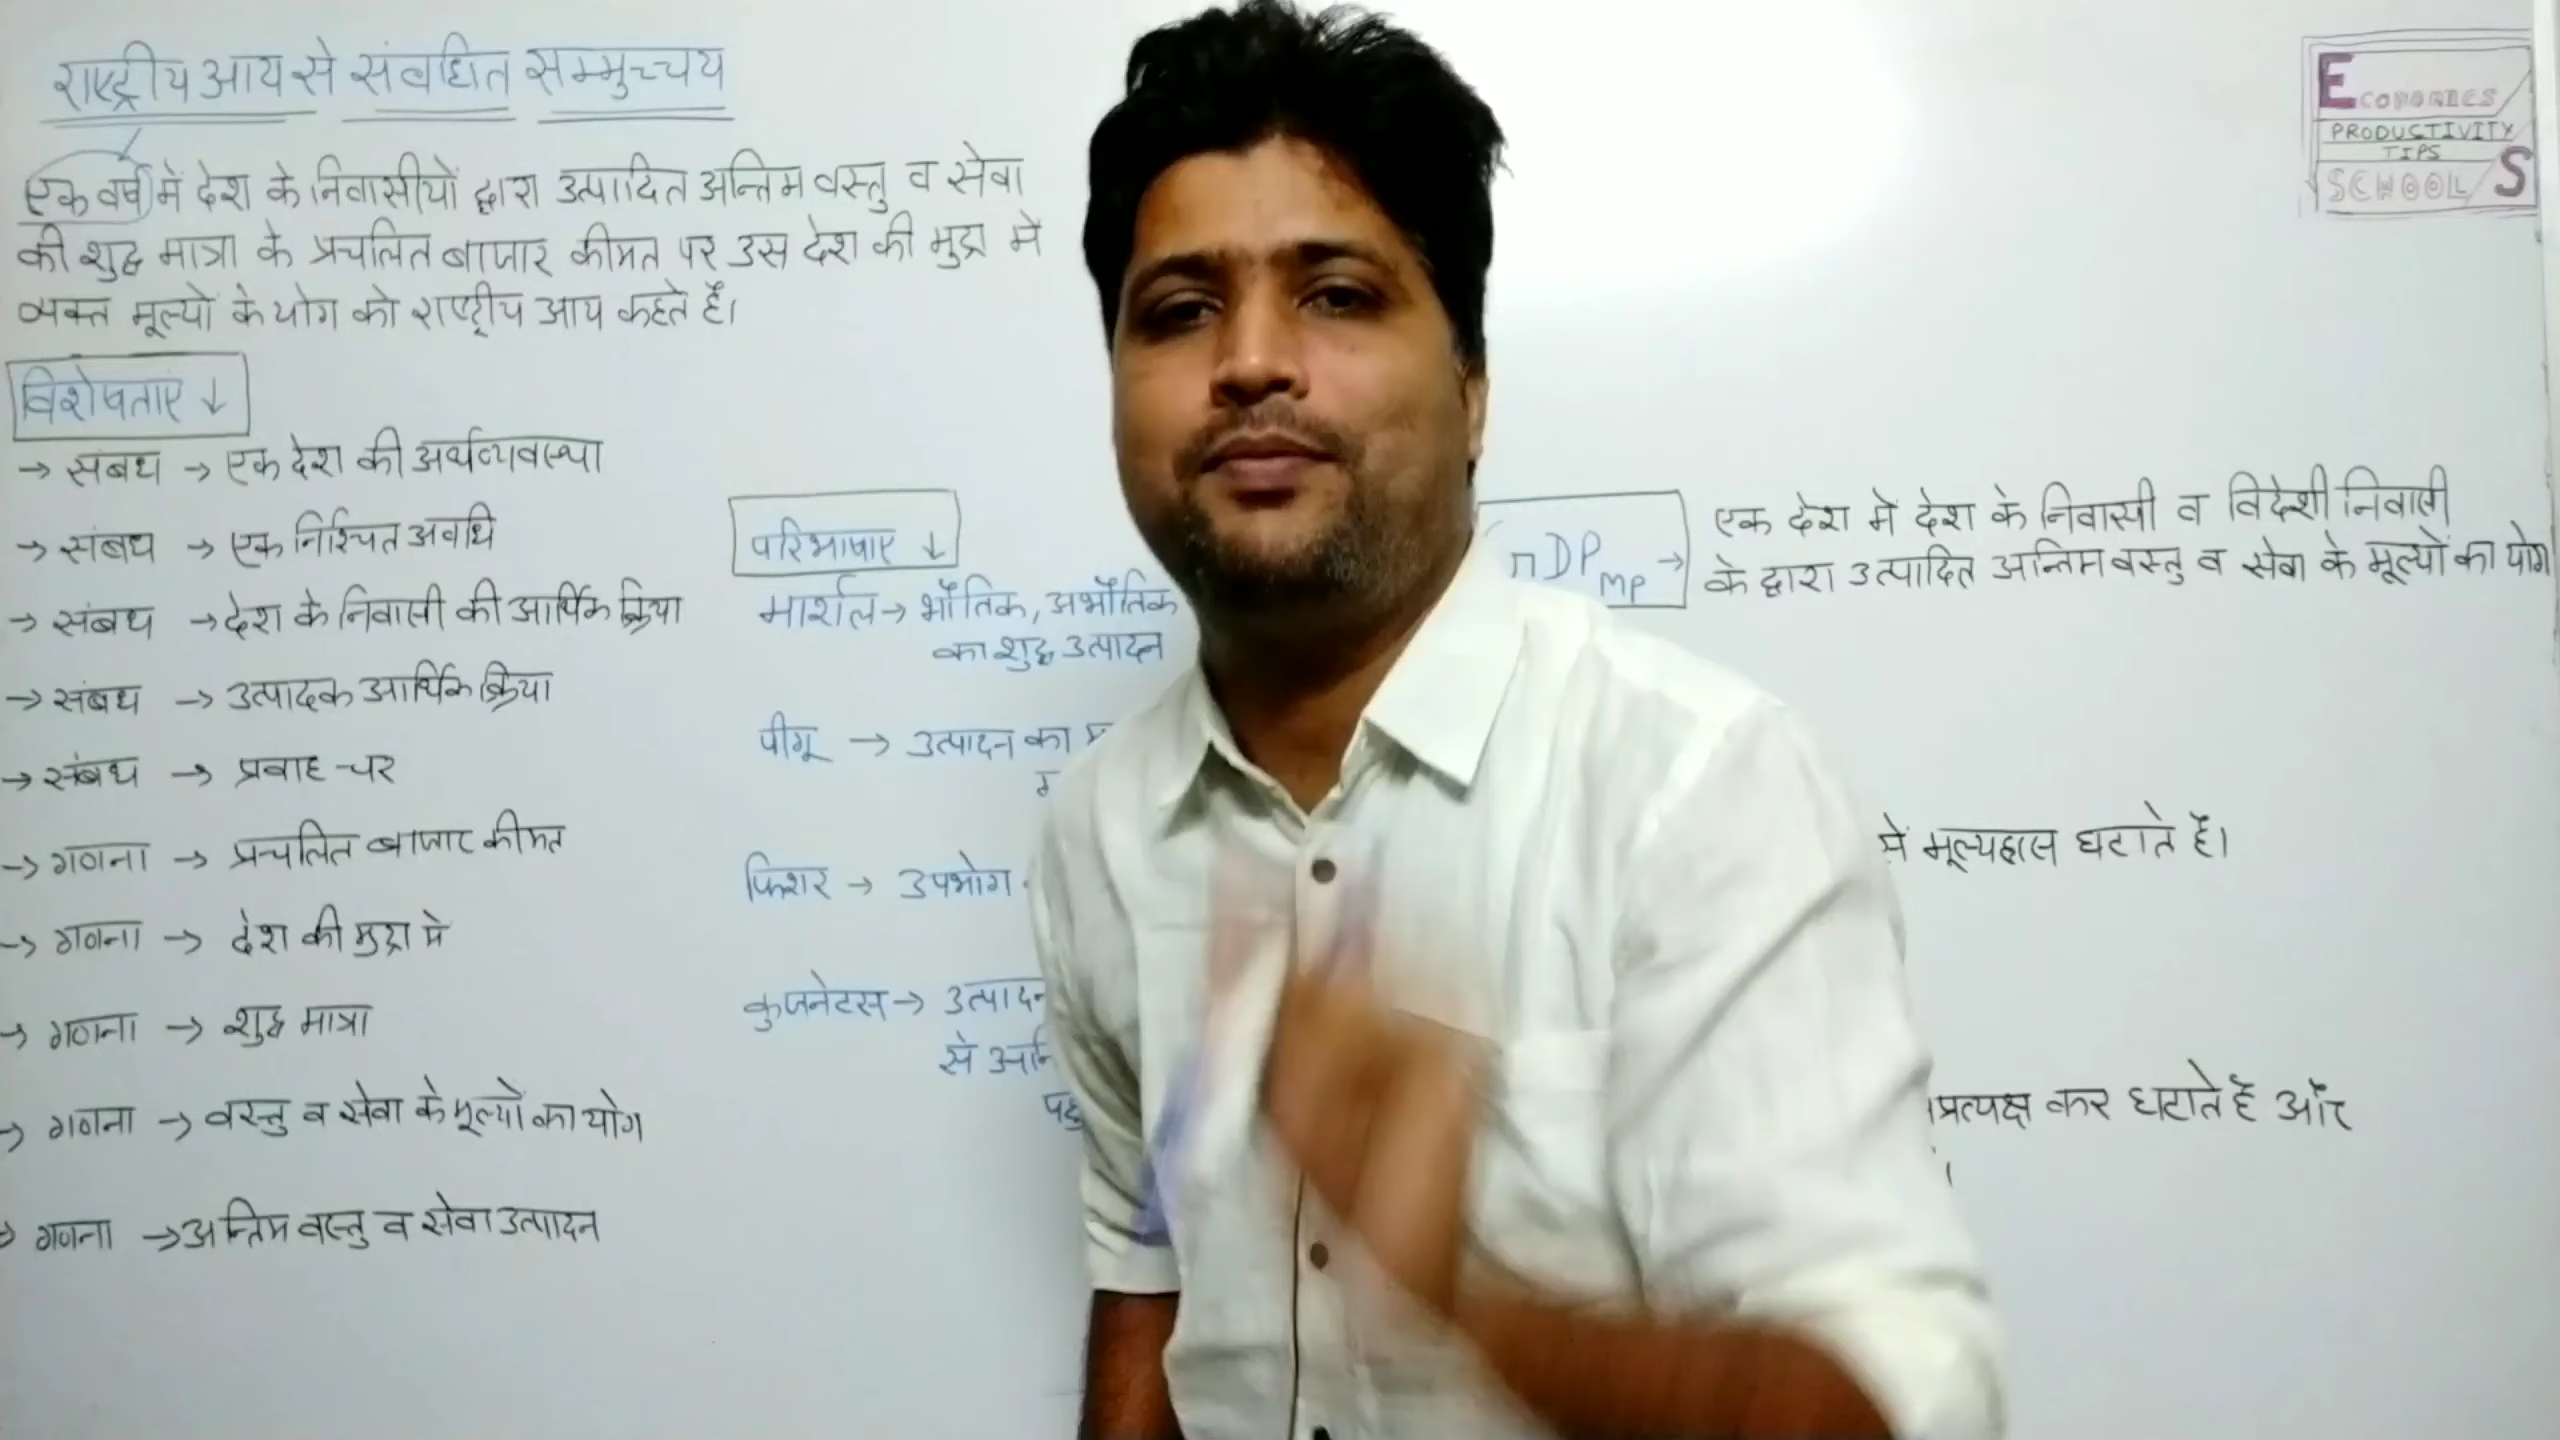 राष्ट्रीय आय से संबधित सम्मुच्चय
एक वर्ष में देश के निवासीयों द्वारा उत्पादित अन्तिम वस्तु व सेवा
की शुद्ध मात्रा के प्रचलित बाजार कीमत पर उस देश की मुद्रा में
व्यक्त मूल्यों के योग को राष्ट्रीय आय कहते हैं।
विशेषताएं ↓
→ संबध → एक देश की अर्थव्यवस्था
→ संबध → एक निश्चित अवधि
→ संबध → देश के निवासी की आर्थिक क्रिया
→ संबध → उत्पादक आर्थिक क्रिया
→ संबध → प्रवाह चर
→ गणना → प्रचलित बाजार कीमत
→ गणना → देश की मुद्रा में
→ गणना → शुद्ध मात्रा
→ गणना → वस्तु व सेवा के मूल्यों का योग
→ गणना → अन्तिम वस्तु व सेवा उत्पादन
परिभाषाएं ↓
मार्शल → भौतिक, अभौतिक
का शुद्ध उत्पादन
पीगू → उत्पादन का
फिशर → उपभोग
कुजनेटस → उत्पादन
से
DP MP →
एक देश में देश के निवासी व विदेशी निवासी
के द्वारा उत्पादित अन्तिम वस्तु व सेवा के मूल्यों का योग
में मूल्यह्रास घटाते हैं।
प्रत्यक्ष कर घटाते हैं और
ECONOMICS
PRODUCTIVITY
TIPS
SCHOOL S